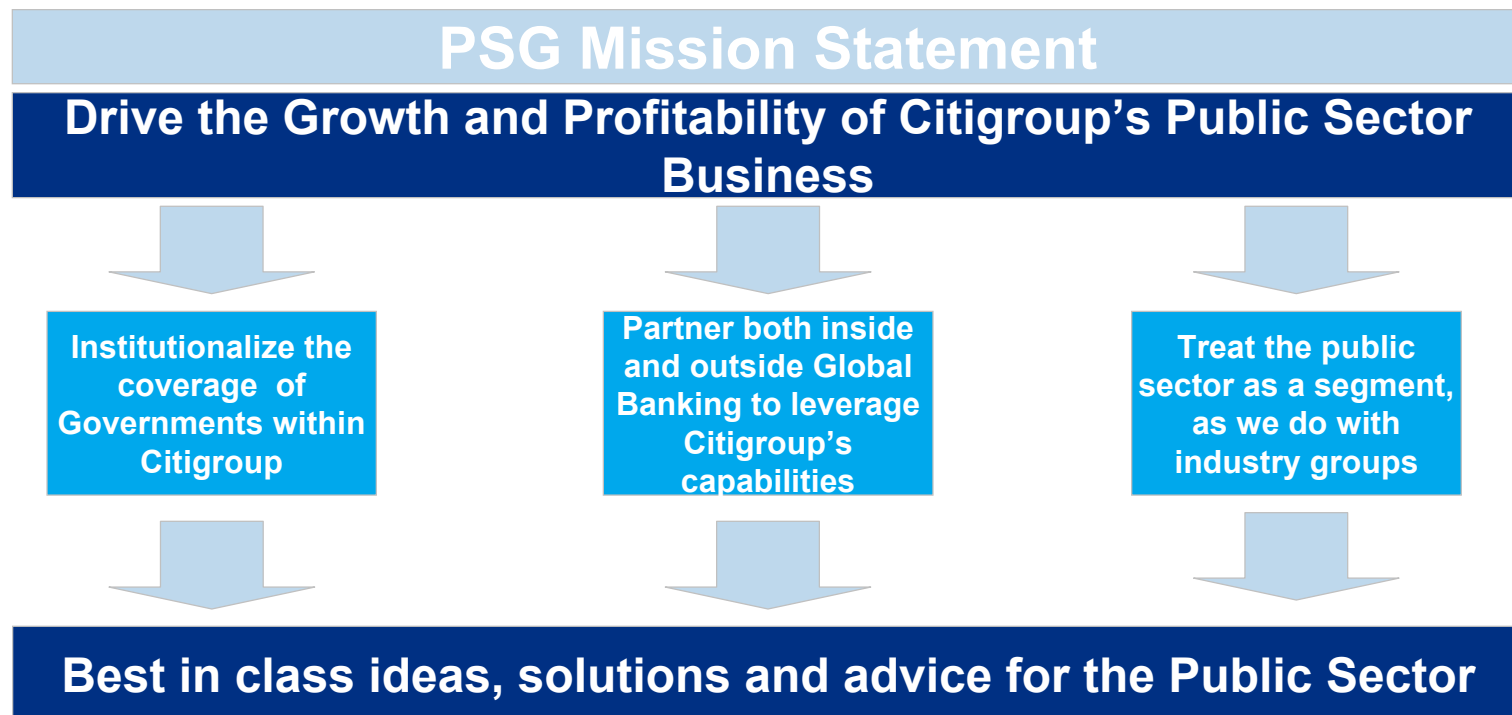 PSG Mission Statement
Drive the Growth and Profitability of Citigroup’s Public Sector
Business
Institutionalize the
coverage  of
Governments within
Citigroup
Partner both inside
and outside Global
Banking to leverage
Citigroup’s
capabilities
Treat the public
sector as a segment,
as we do with
industry groups
Best in class ideas, solutions and advice for the Public Sector